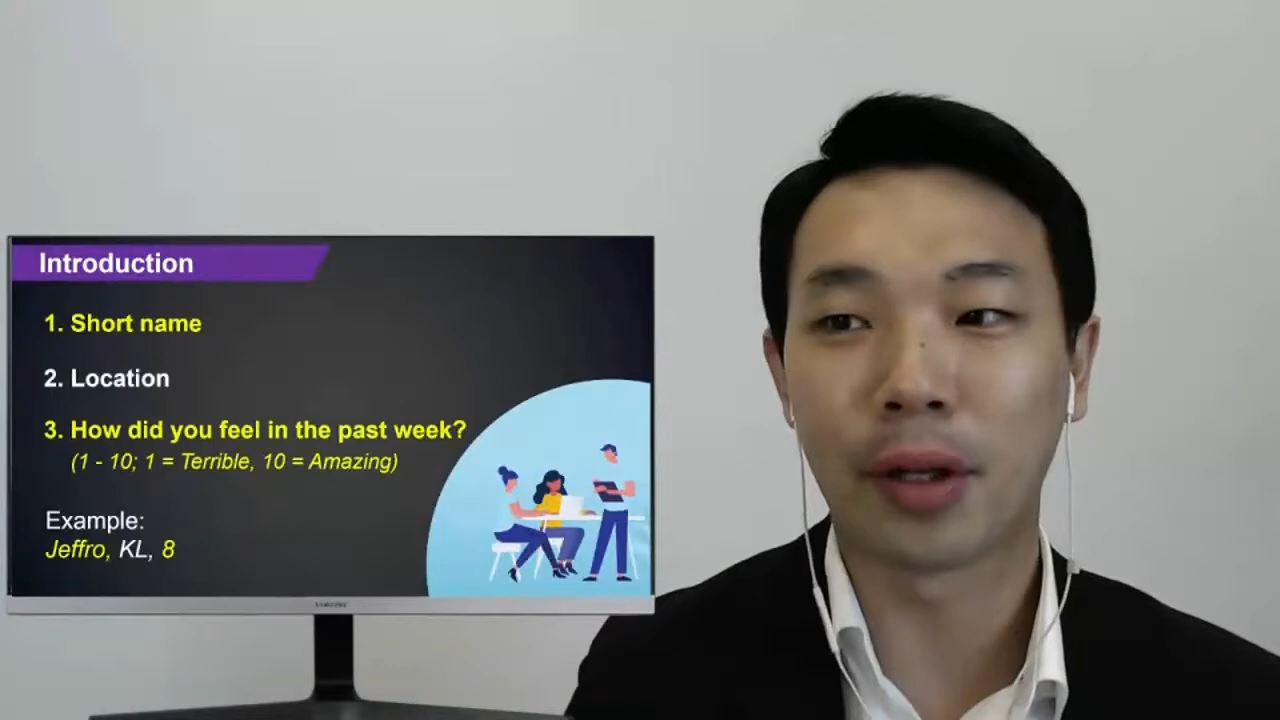 Introduction
1. Short name
2. Location
3. How did you feel in the past week?
(1 - 10; 1 = Terrible, 10 = Amazing)
Example:
Jeffro, KL, 8